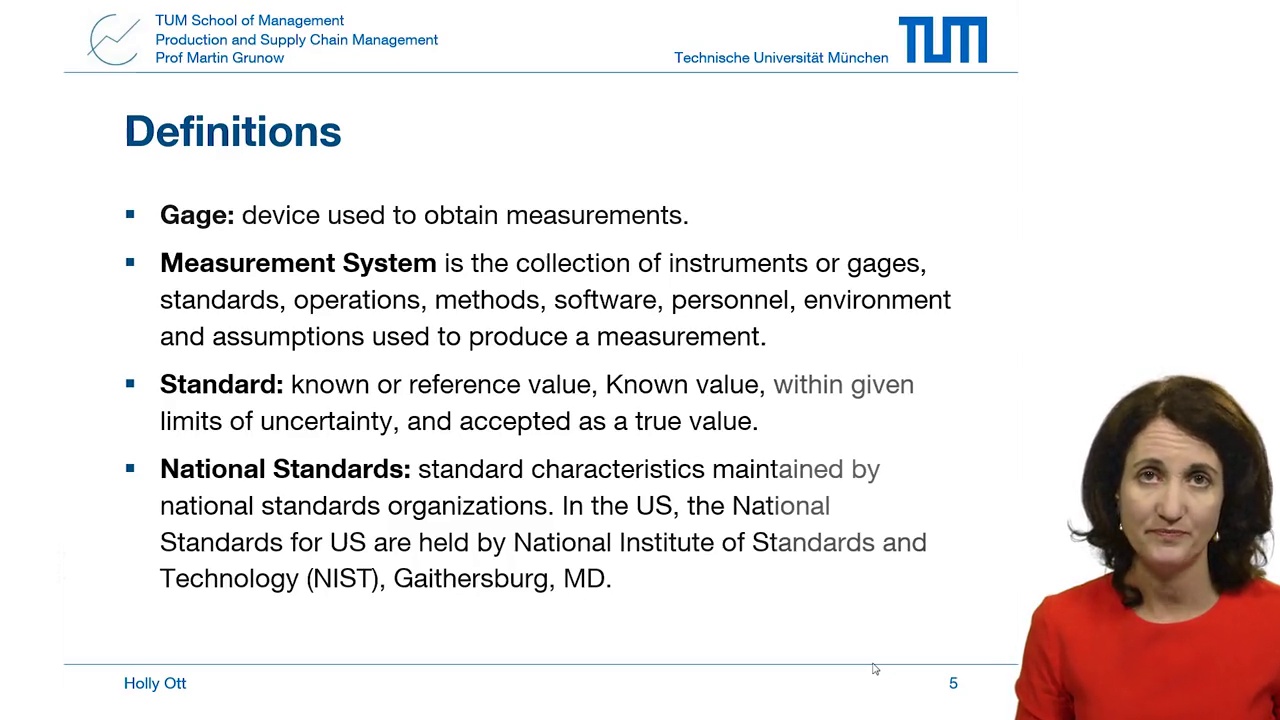 TUM School of Management
Production and Supply Chain Management
Prof Martin Grunow
Technische Universität München
TUM
Definitions
▪ Gage: device used to obtain measurements.
▪ Measurement System is the collection of instruments or gages,
standards, operations, methods, software, personnel, environment
and assumptions used to produce a measurement.
▪ Standard: known or reference value, Known value, within given
limits of uncertainty, and accepted as a true value.
▪ National Standards: standard characteristics maintained by
national standards organizations. In the US, the National
Standards for US are held by National Institute of Standards and
Technology (NIST), Gaithersburg, MD.
Holly Ott
5